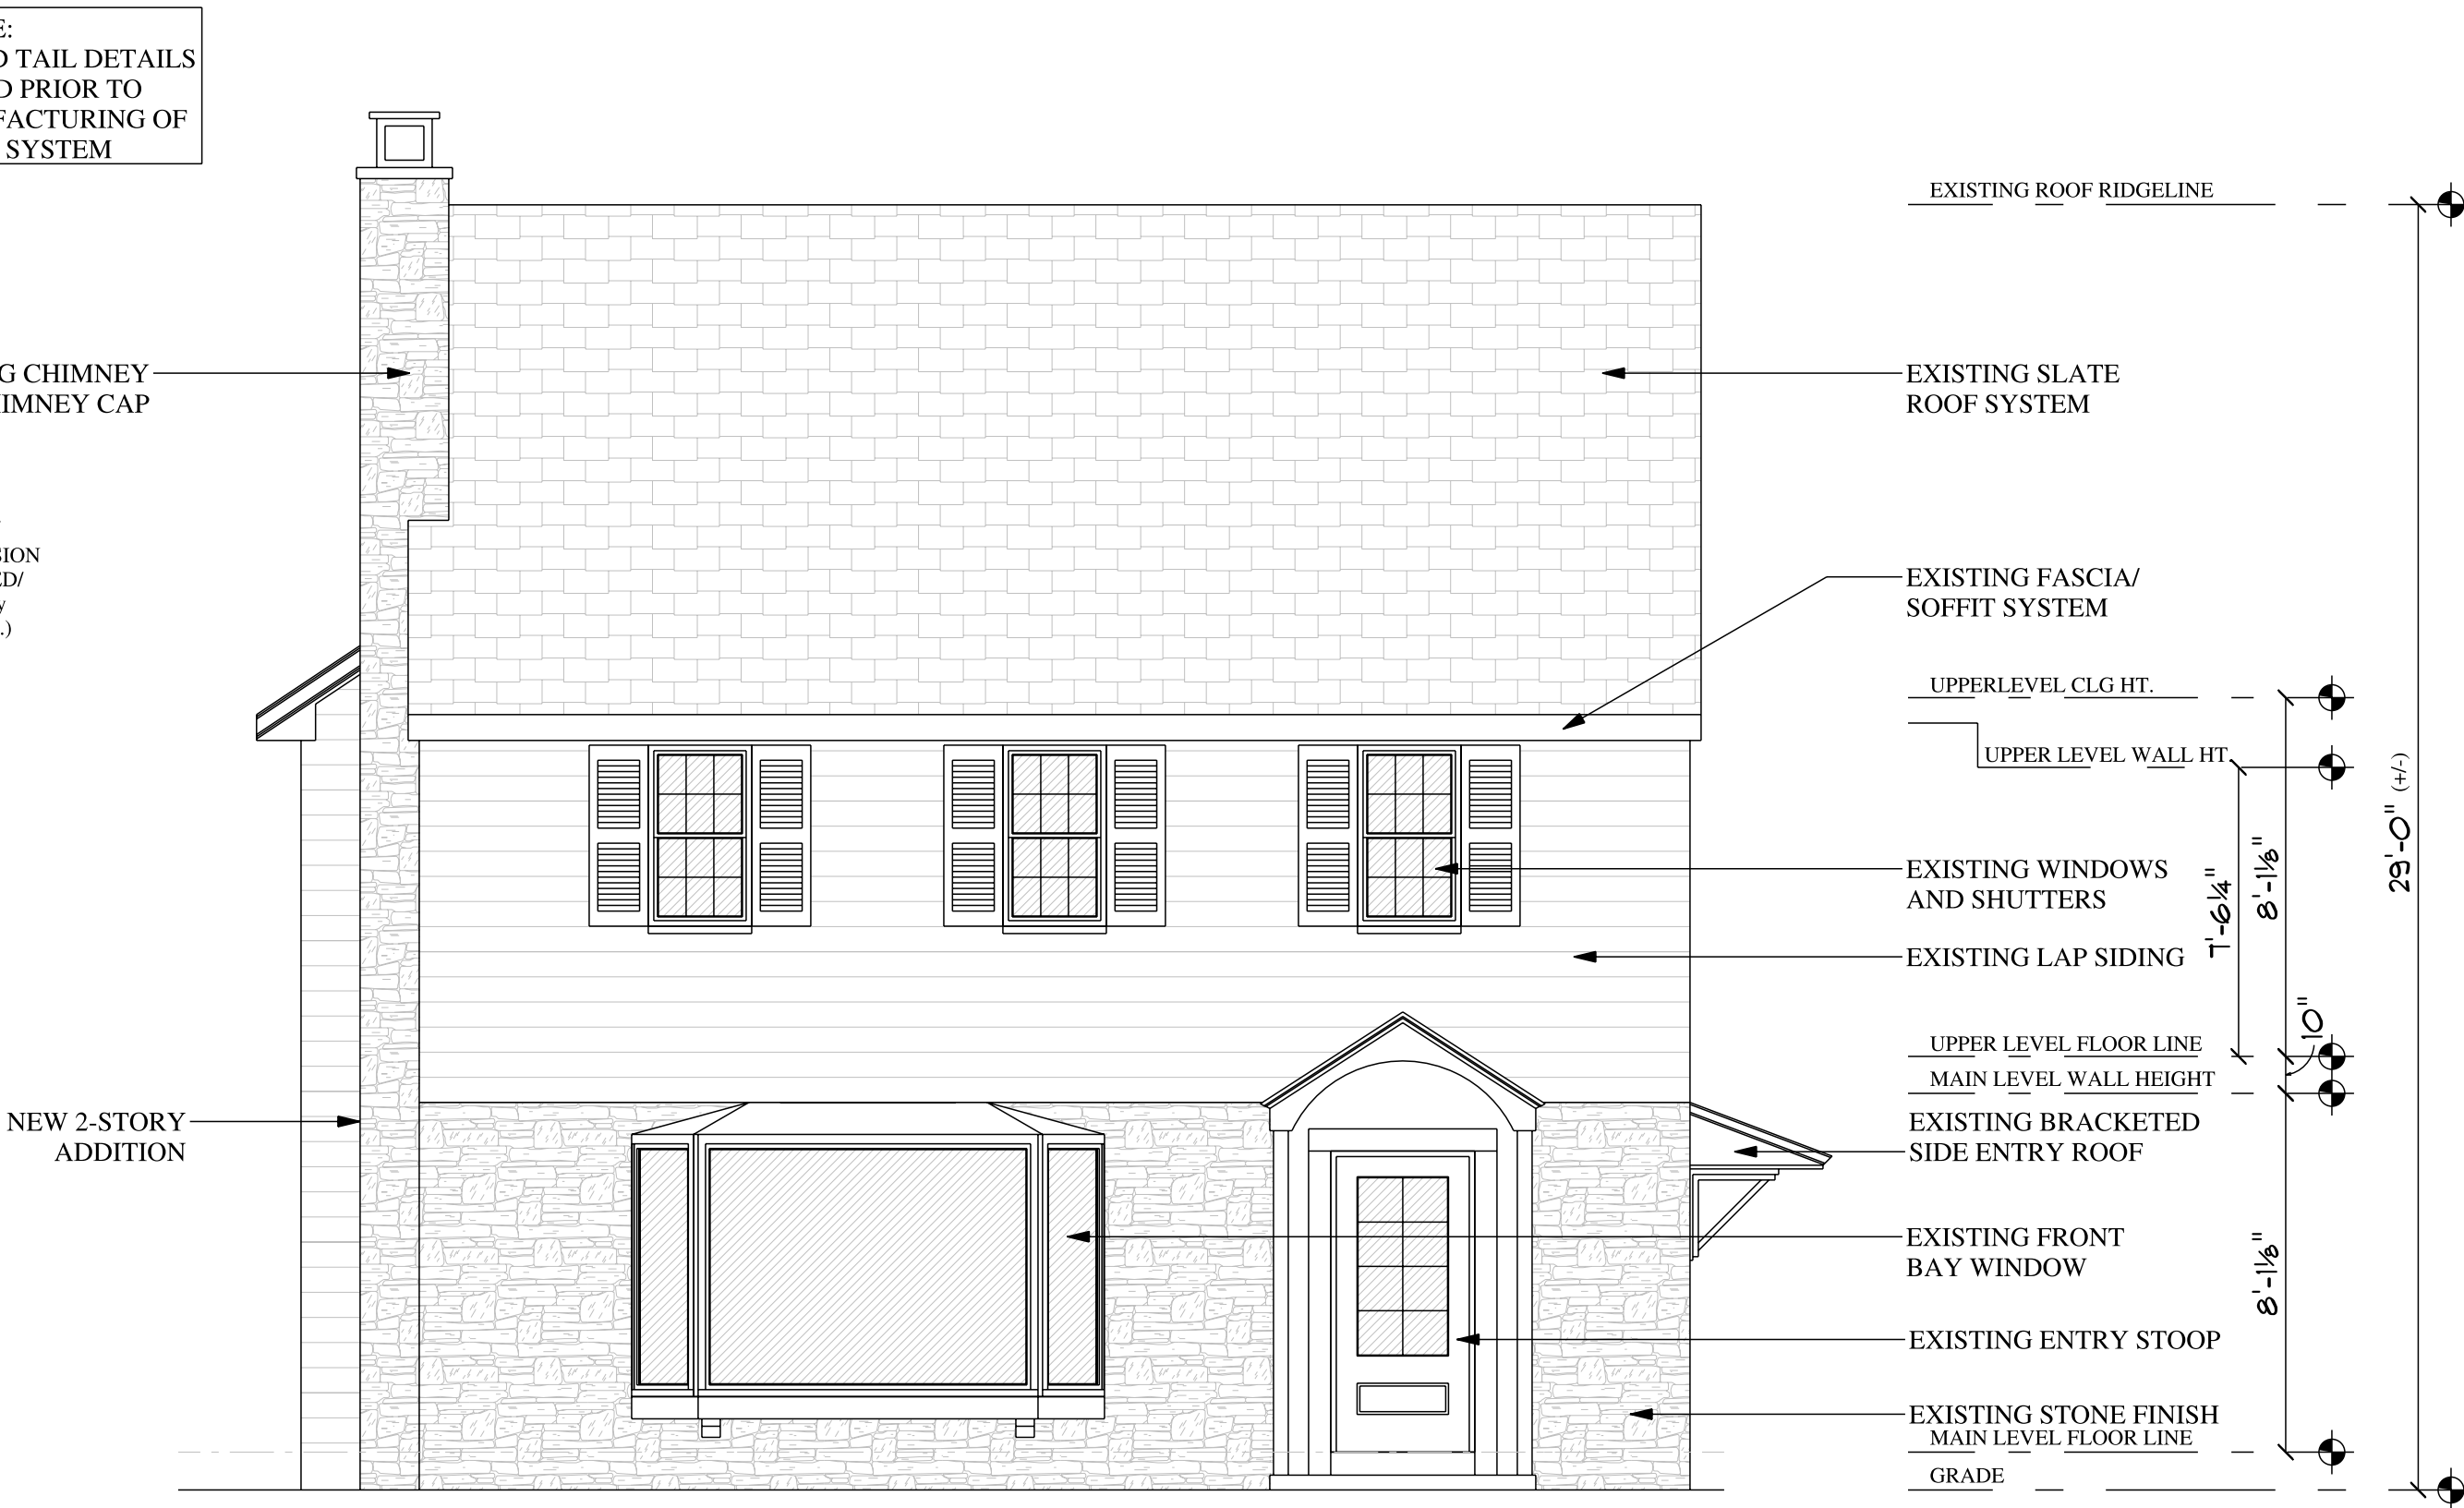 E:
D TAIL DETAILS
D PRIOR TO
FACTURING OF
SYSTEM
G CHIMNEY
IMNEY CAP
SION
ED/
y
.)
NEW 2-STORY
ADDITION
EXISTING ROOF RIDGELINE
EXISTING SLATE
ROOF SYSTEM
EXISTING FASCIA/
SOFFIT SYSTEM
UPPERLEVEL CLG HT.
UPPER LEVEL WALL HT.
EXISTING WINDOWS
AND SHUTTERS
EXISTING LAP SIDING
UPPER LEVEL FLOOR LINE
MAIN LEVEL WALL HEIGHT
EXISTING BRACKETED
SIDE ENTRY ROOF
EXISTING FRONT
BAY WINDOW
EXISTING ENTRY STOOP
EXISTING STONE FINISH
MAIN LEVEL FLOOR LINE
GRADE
7'-6¼"
8'-1⅛"
10"
8'-1⅛"
29'-0" (+/-)